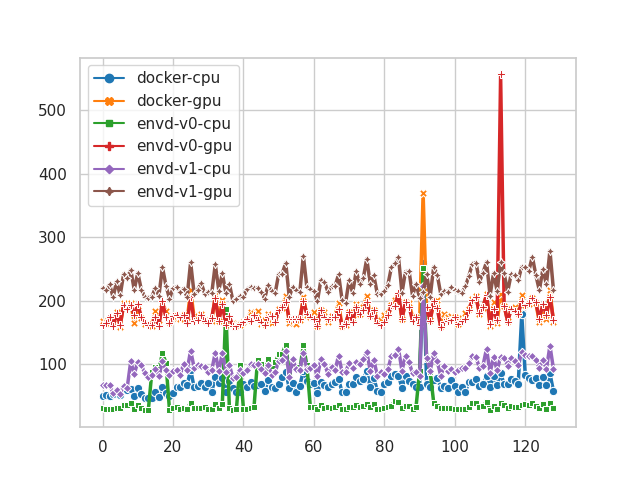 docker-cpu
docker-gpu
envd-v0-cpu
envd-v0-gpu
envd-v1-cpu
envd-v1-gpu
500
400
300
200
100
0 20 40 60 80 100 120